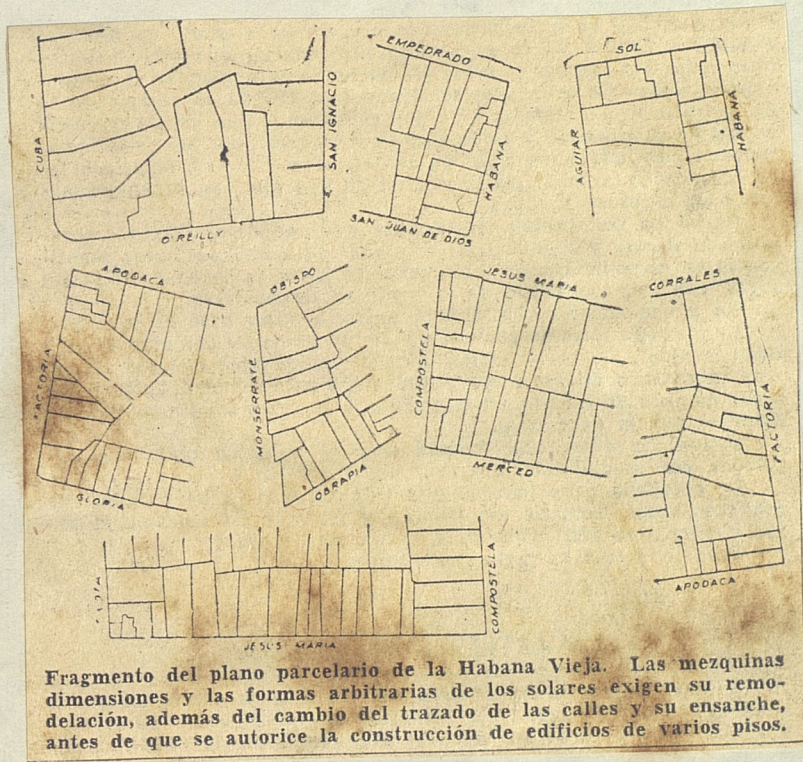 CUBA
SAN IGNACIO
O'REILLY
EMPEDRADO
HABANA
SAN JUAN DE DIOS
SOL
AGUIAR
HABANA
APODACA
FACTORIA
GLORIA
OBISPO
MONSERRATE
OBRAPIA
JESUS MARIA
COMPOSTELA
MERCED
CORRALES
FACTORIA
APODACA
COMPOSTELA
JESUS MARIA
Fragmento del plano parcelario de la Habana Vieja. Las mezquinas
dimensiones y las formas arbitrarias de los solares exigen su remo-
delación, además del cambio del trazado de las calles y su ensanche,
antes de que se autorice la construcción de edificios de varios pisos.